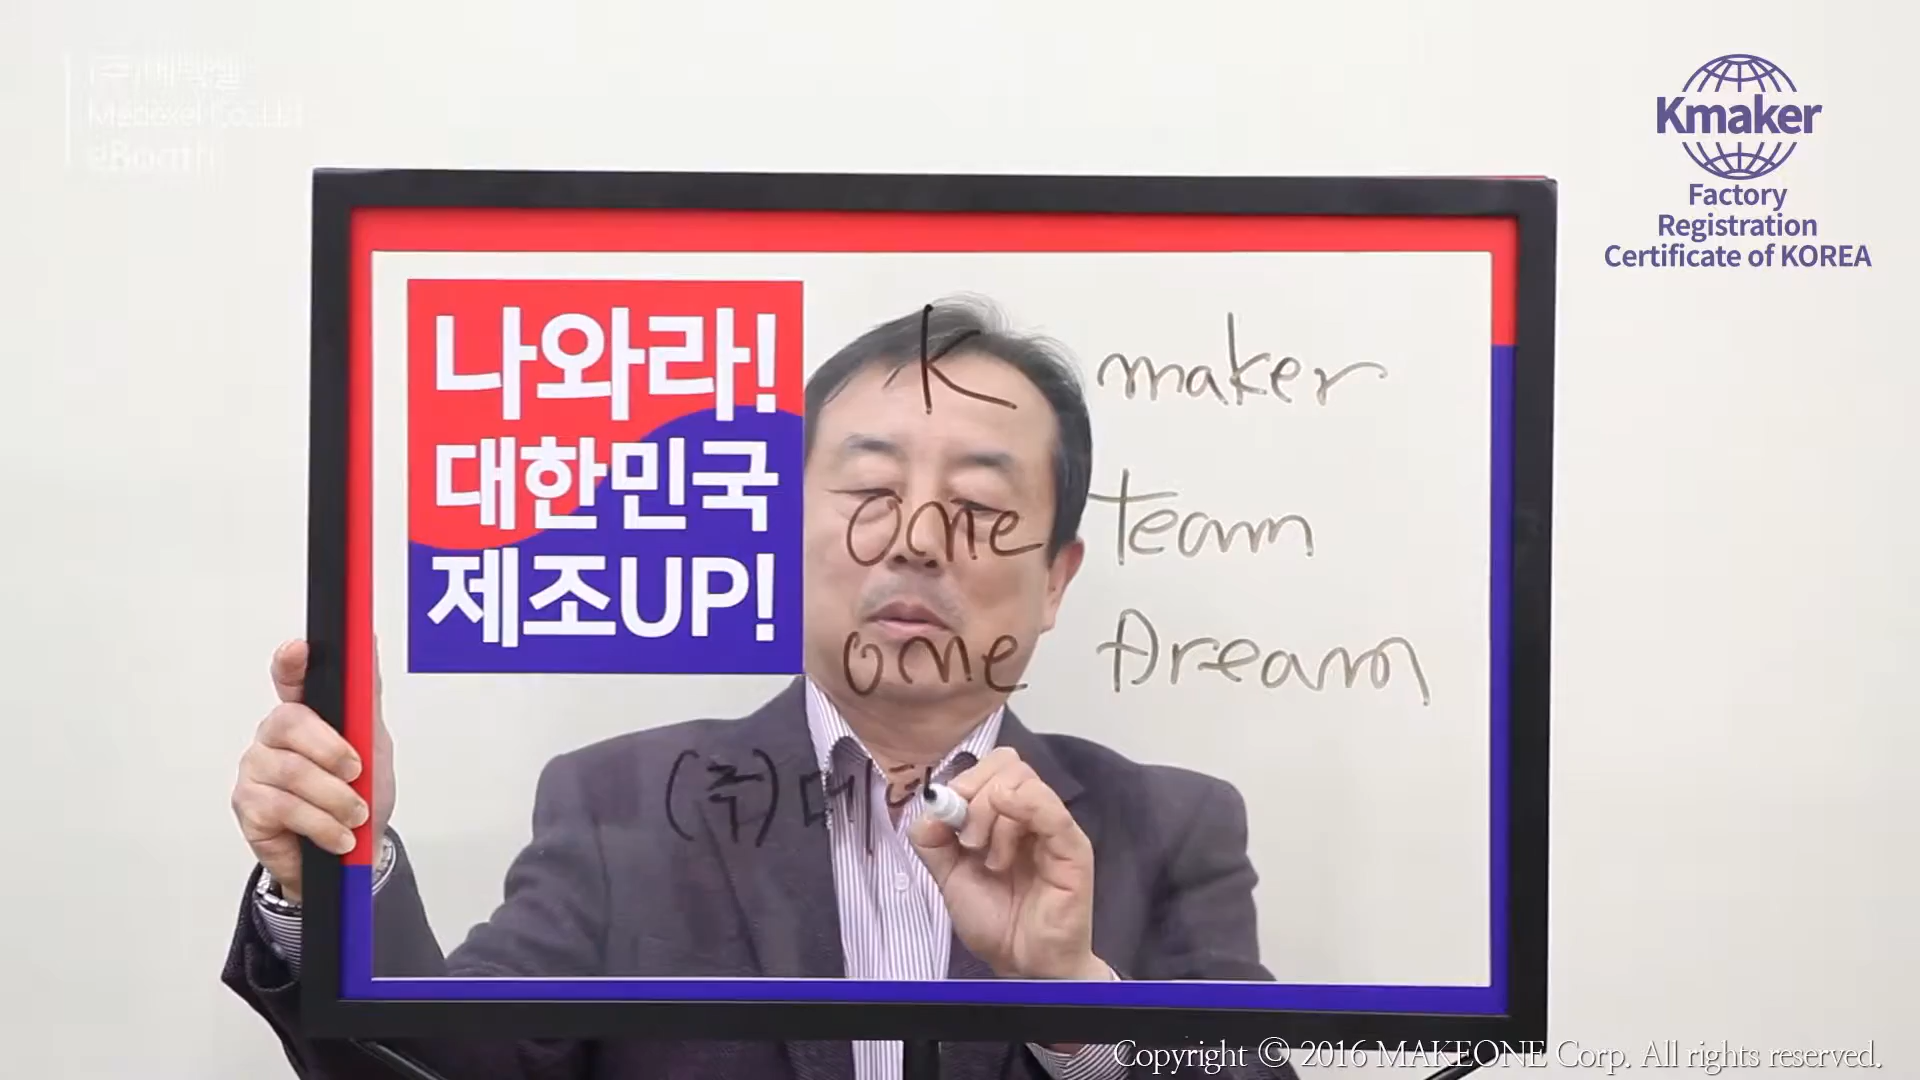 Kmaker
Factory
Registration
Certificate of KOREA
나와라!
대한민국
제조UP!
K maker
one team
one Dream
(주)
Copyright © 2016 MAKEONE Corp. All rights reserved.